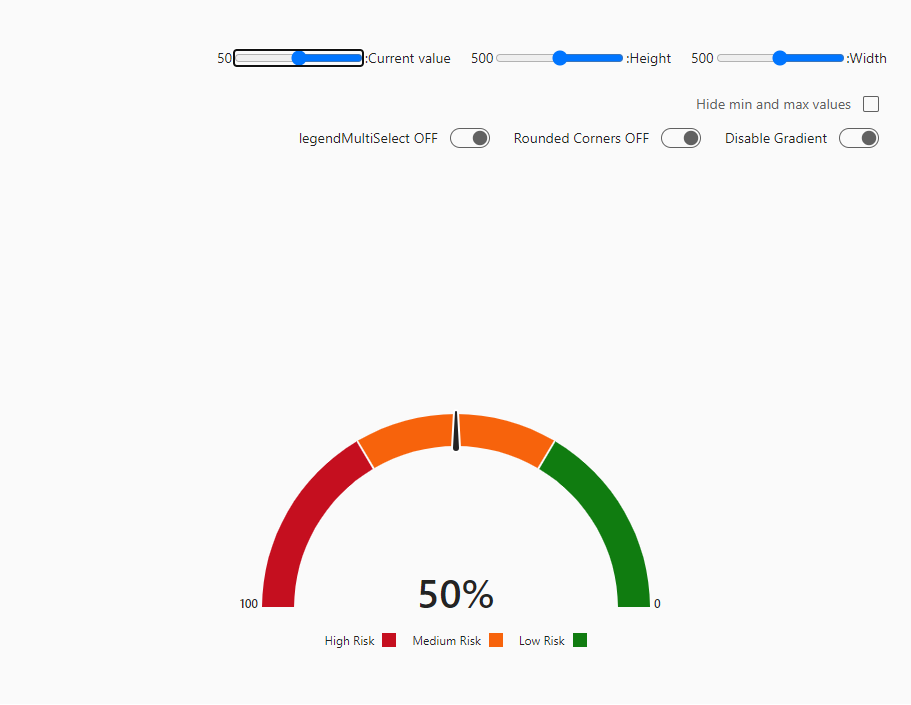 50 :Current value 500 :Height 500 :Width
Hide min and max values
legendMultiSelect OFF Rounded Corners OFF Disable Gradient
50%
100 0
High Risk Medium Risk Low Risk